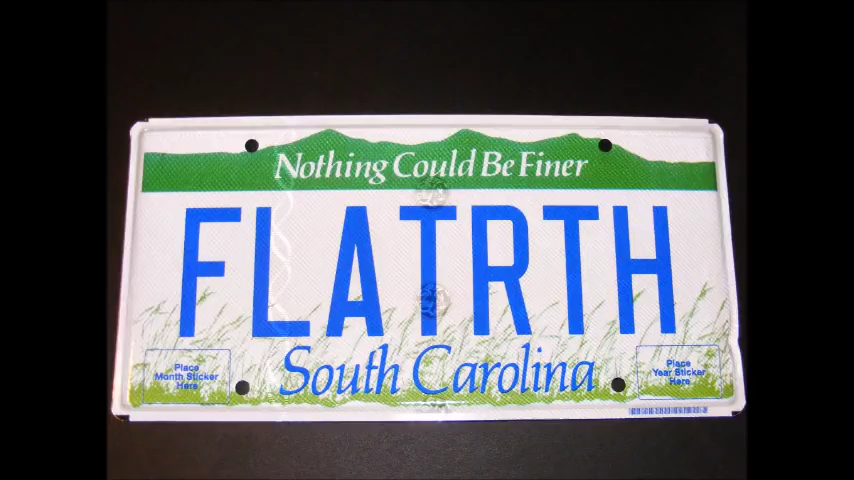 Nothing Could Be Finer
FLATRTH
South Carolina
Place
Month Sticker
Here
Place
Year Sticker
Here